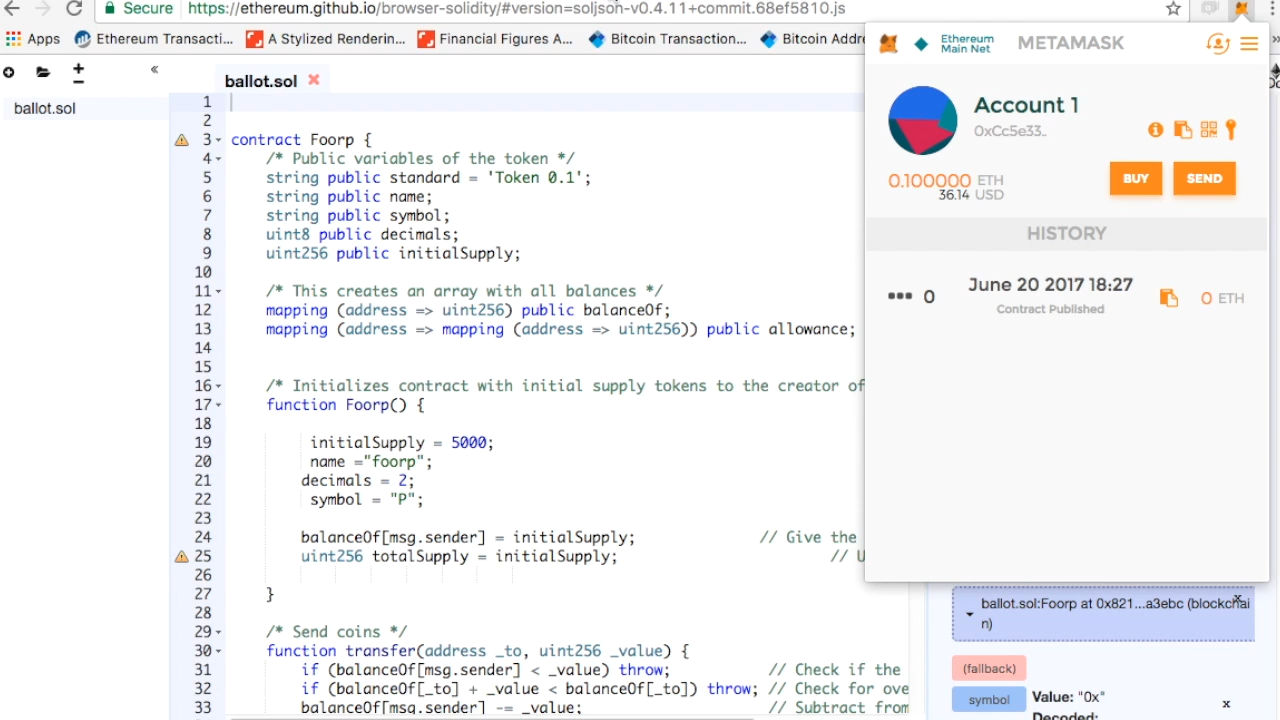 Secure https://ethereum.github.io/browser-solidity/#version=soljson-v0.4.11+commit.68ef5810.js
Apps Ethereum Transacti... A Stylized Renderin... Financial Figures A... Bitcoin Transaction... Bitcoin Addre
ballot.sol
ballot.sol
1
2
3 contract Foorp {
4 /* Public variables of the token */
5 string public standard = 'Token 0.1';
6 string public name;
7 string public symbol;
8 uint8 public decimals;
9 uint256 public initialSupply;
10
11 /* This creates an array with all balances */
12 mapping (address => uint256) public balanceOf;
13 mapping (address => mapping (address => uint256)) public allowance;
14
15
16 /* Initializes contract with initial supply tokens to the creator of
17 function Foorp() {
18
19 initialSupply = 5000;
20 name ="foorp";
21 decimals = 2;
22 symbol = "P";
23
24 balanceOf[msg.sender] = initialSupply; // Give the
25 uint256 totalSupply = initialSupply; // U
26
27 }
28
29 /* Send coins */
30 function transfer(address _to, uint256 _value) {
31 if (balanceOf[msg.sender] < _value) throw; // Check if the
32 if (balanceOf[_to] + _value < balanceOf[_to]) throw; // Check for ove
33 balanceOf[msg.sender] -= _value; // Subtract from
Ethereum
Main Net
METAMASK
Account 1
0xCc5e33..
0.100000 ETH
36.14 USD
BUY
SEND
HISTORY
0
June 20 2017 18:27
Contract Published
0 ETH
ballot.sol:Foorp at 0x821...a3ebc (blockchai
n)
x
(fallback)
symbol
Value: "0x"
x
Decoded: